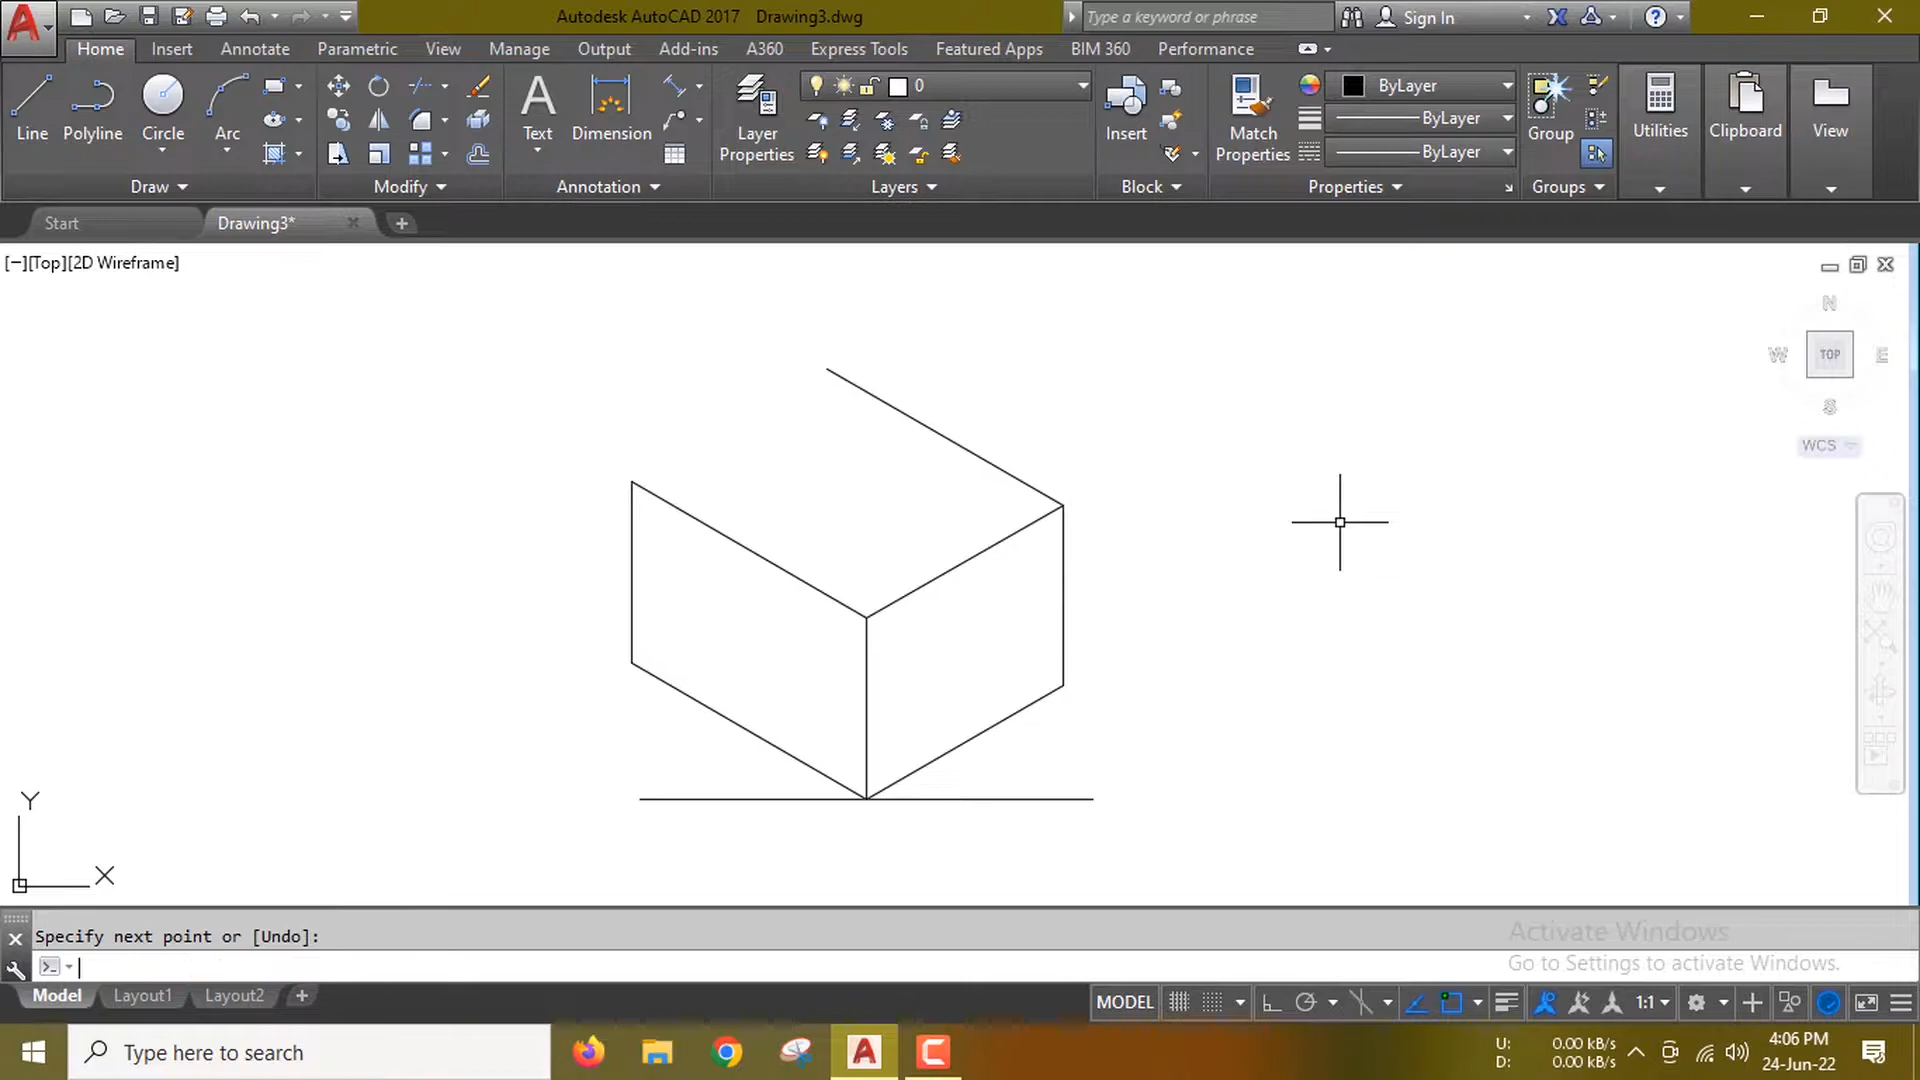 Autodesk AutoCAD 2017 Drawing3.dwg
Type a keyword or phrase
Sign In
Home Insert Annotate Parametric View Manage Output Add-ins A360 Express Tools Featured Apps BIM 360 Performance
0
ByLayer
ByLayer
ByLayer
Line Polyline Circle Arc
Text Dimension
Layer Properties
Insert
Match Properties
Group
Utilities
Clipboard
View
Draw Modify Annotation Layers Block Properties Groups
Start Drawing3*
[−][Top][2D Wireframe]
N
W TOP E
S
WCS
Y
X
Specify next point or [Undo]:
Activate Windows
Go to Settings to activate Windows.
Model Layout1 Layout2
MODEL 1:1
Type here to search
U: 0.00 kB/s
D: 0.00 kB/s
4:06 PM
24-Jun-22